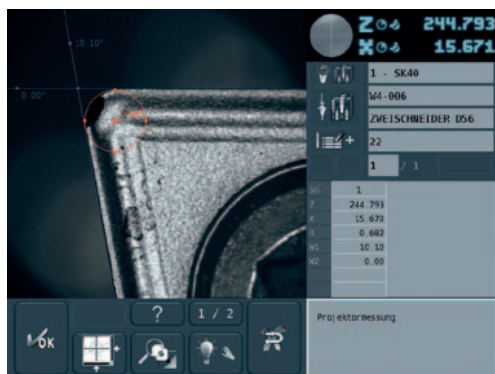 10.10°
0.00°
Z 244.793
X 15.671
1 - SK40
W4-006
ZWEISCHNEIDER D56
22
1 / 1
Sn 1
Z 244.793
X 15.670
R 0.682
W1 10.10
W2 0.00
? 1 / 2
OK
Projektormessung